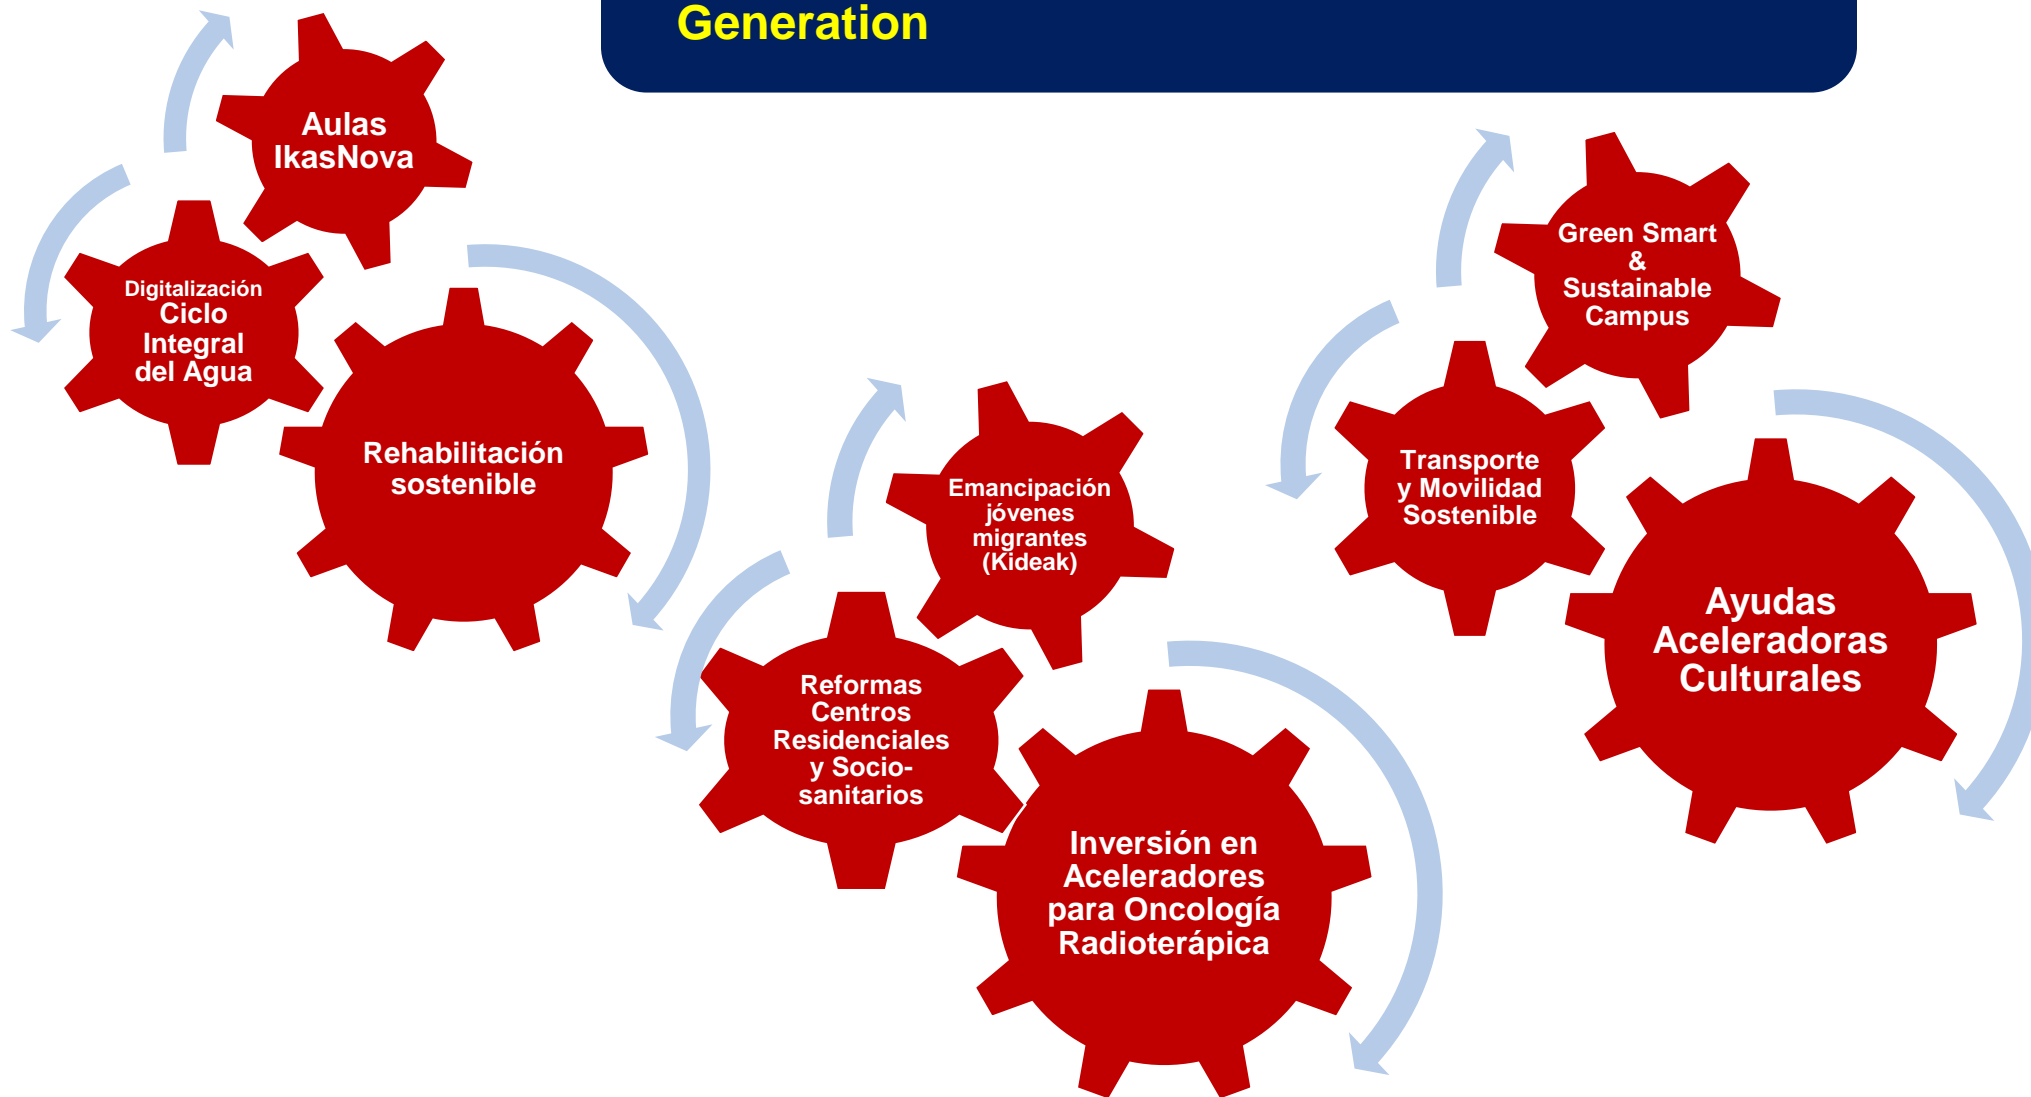 Generation
Aulas
IkasNova
Digitalización
Ciclo
Integral
del Agua
Rehabilitación
sostenible
Emancipación
jóvenes
migrantes
(Kideak)
Reformas
Centros
Residenciales
y Socio-
sanitarios
Inversión en
Aceleradores
para Oncología
Radioterápica
Green Smart
&
Sustainable
Campus
Transporte
y Movilidad
Sostenible
Ayudas
Aceleradoras
Culturales